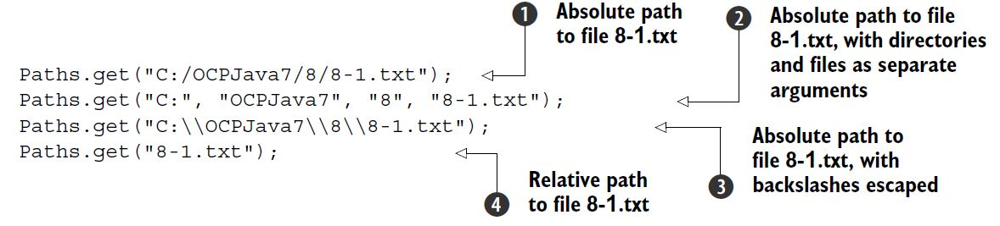 1 Absolute path
to file 8-1.txt
2 Absolute path to file
8-1.txt, with directories
and files as separate
arguments
Paths.get("C:/OCPJava7/8/8-1.txt");
Paths.get("C:", "OCPJava7", "8", "8-1.txt");
Paths.get("C:\\OCPJava7\\8\\8-1.txt");
Paths.get("8-1.txt");
3 Absolute path to
file 8-1.txt, with
backslashes escaped
4 Relative path
to file 8-1.txt